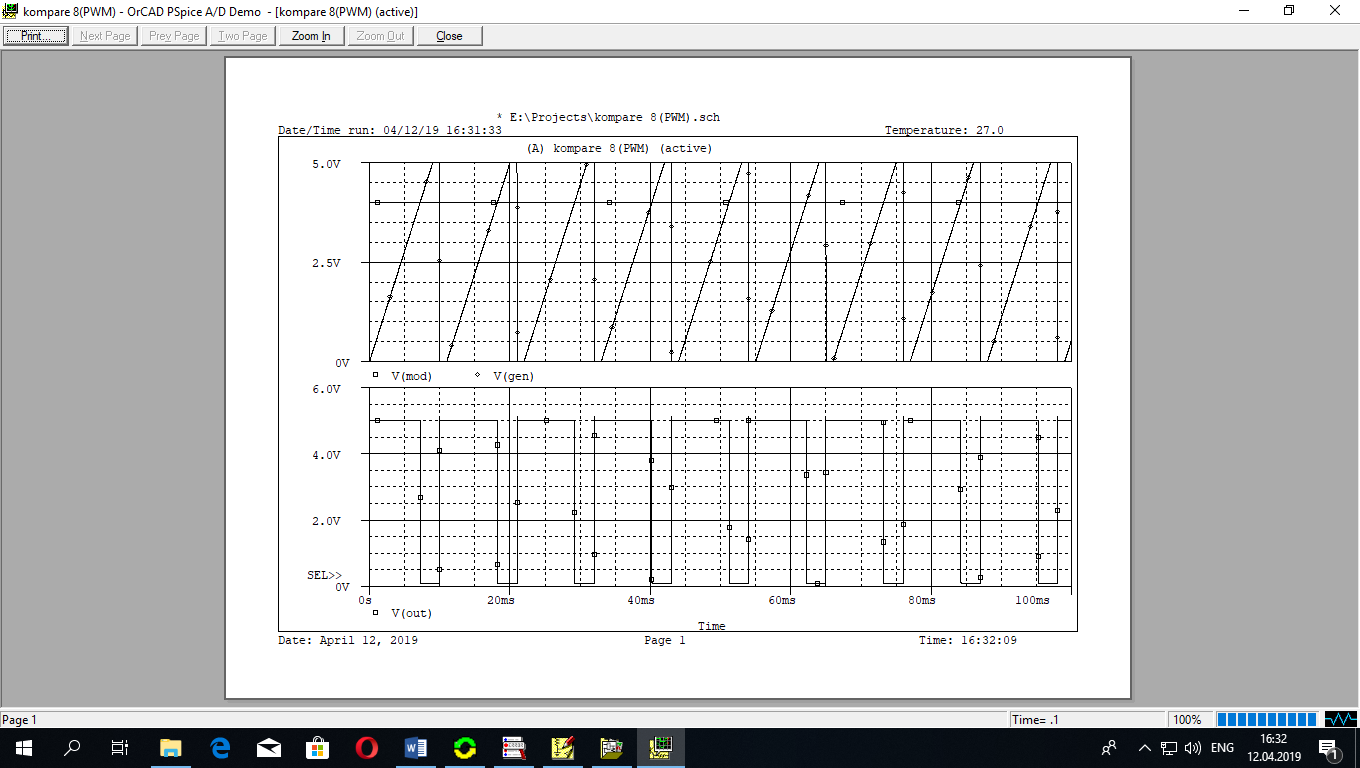 kompare 8(PWM) - OrCAD PSpice A/D Demo - [kompare 8(PWM) (active)]
Print Next Page Prev Page Two Page Zoom In Zoom Out Close
* E:\Projects\kompare 8(PWM).sch
Date/Time run: 04/12/19 16:31:33 Temperature: 27.0
(A) kompare 8(PWM) (active)
5.0V
2.5V
0V
V(mod) V(gen)
6.0V
4.0V
2.0V
SEL>>
0V
0s 20ms 40ms 60ms 80ms 100ms
V(out)
Time
Date: April 12, 2019 Page 1 Time: 16:32:09
Page 1 Time= .1 100%
ENG 16:32
12.04.2019
1